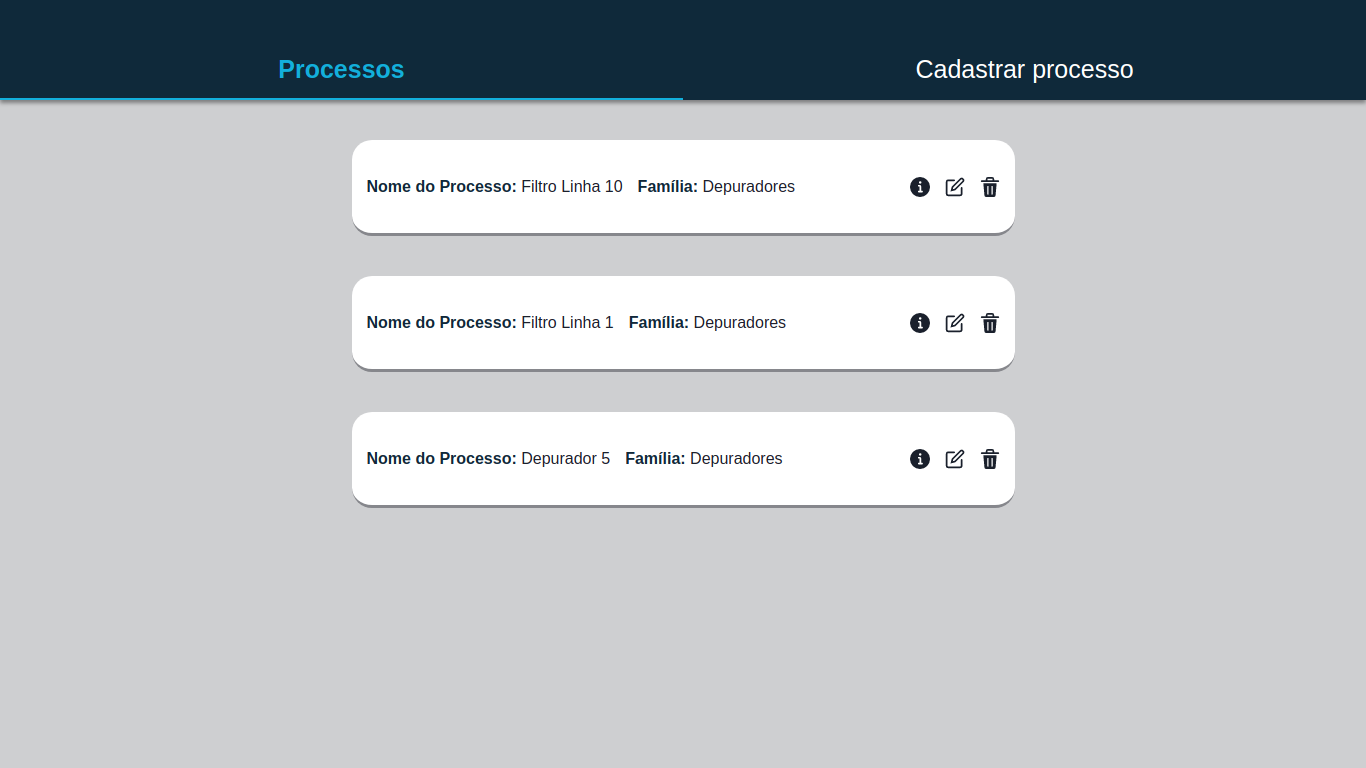 Processos
Cadastrar processo
Nome do Processo: Filtro Linha 10 Família: Depuradores
Nome do Processo: Filtro Linha 1 Família: Depuradores
Nome do Processo: Depurador 5 Família: Depuradores